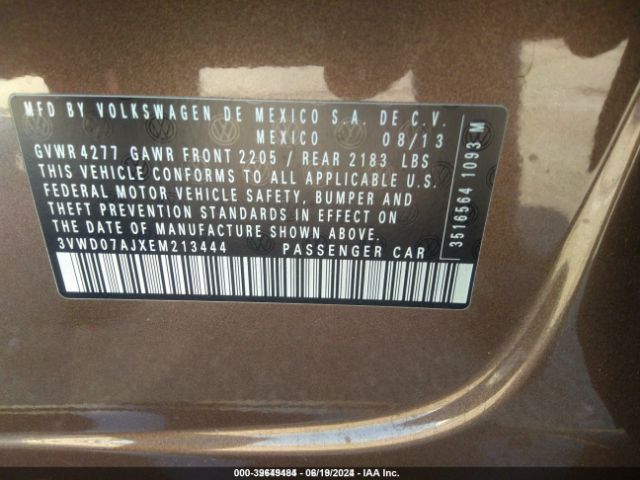 MFD BY VOLKSWAGEN DE MEXICO S.A. DE C.V.
MEXICO 08/13
GVWR 4277 GAWR FRONT 2205 / REAR 2183 LBS
THIS VEHICLE CONFORMS TO ALL APPLICABLE U.S.
FEDERAL MOTOR VEHICLE SAFETY, BUMPER AND
THEFT PREVENTION STANDARDS IN EFFECT ON
THE DATE OF MANUFACTURE SHOWN ABOVE.
3VWD07AJXEM213444 PASSENGER CAR
3516564 1093 M